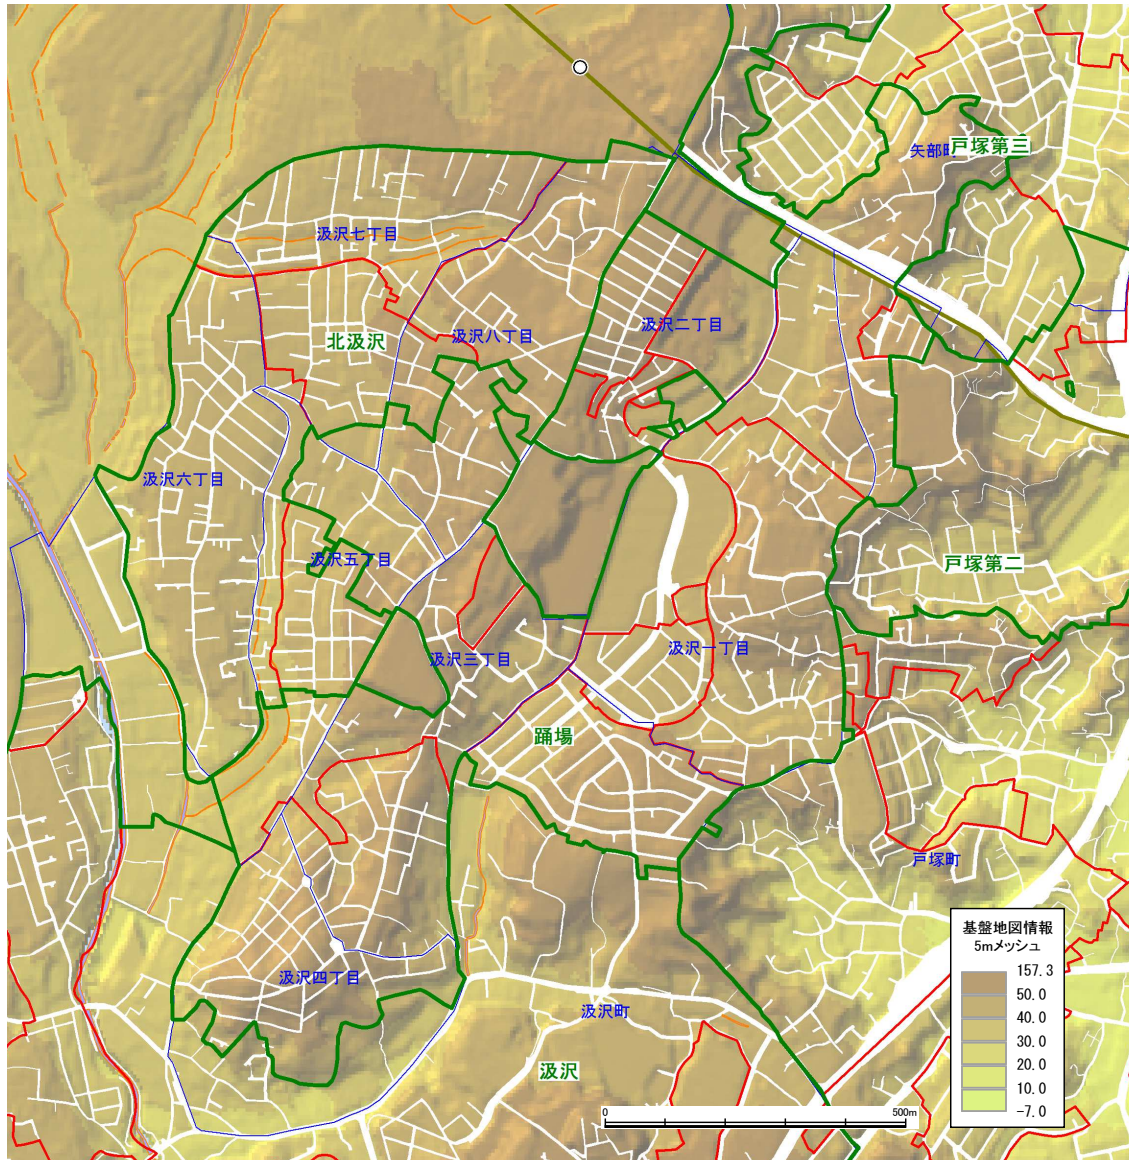 矢部町
戸塚第三
汲沢七丁目
汲沢二丁目
汲沢八丁目
北汲沢
汲沢六丁目
汲沢五丁目
戸塚第二
汲沢三丁目
汲沢一丁目
踊場
戸塚町
汲沢四丁目
汲沢町
汲沢
基盤地図情報
5mメッシュ
157.3
50.0
40.0
30.0
20.0
10.0
-7.0
0 500m